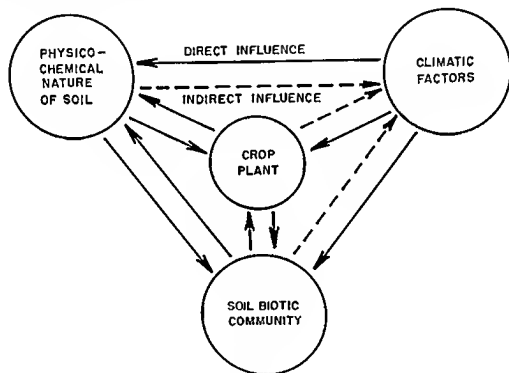 PHYSICO-
CHEMICAL
NATURE
OF SOIL
DIRECT INFLUENCE
INDIRECT INFLUENCE
CLIMATIC
FACTORS
CROP
PLANT
SOIL BIOTIC
COMMUNITY